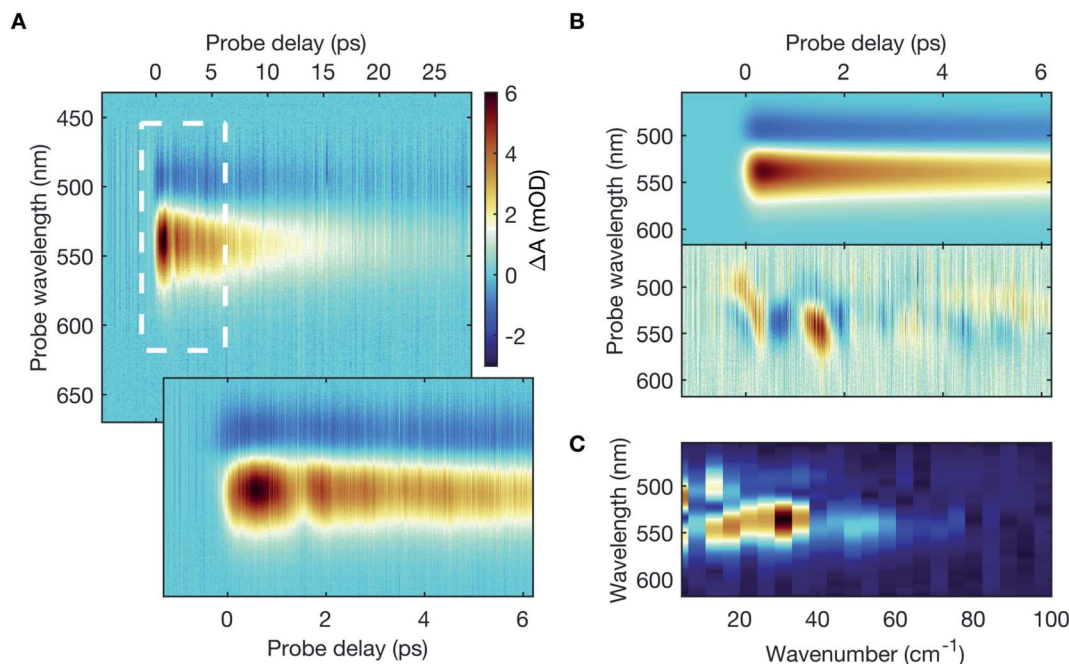 A
Probe delay (ps)
0 5 10 15 20 25
Probe wavelength (nm)
450
500
550
600
650
6
4
2
0
-2
ΔA (mOD)
0 2 4 6
Probe delay (ps)
B
Probe delay (ps)
0 2 4 6
Probe wavelength (nm)
500
550
600
500
550
600
C
Wavelength (nm)
500
550
600
20 40 60 80 100
Wavenumber (cm⁻¹)